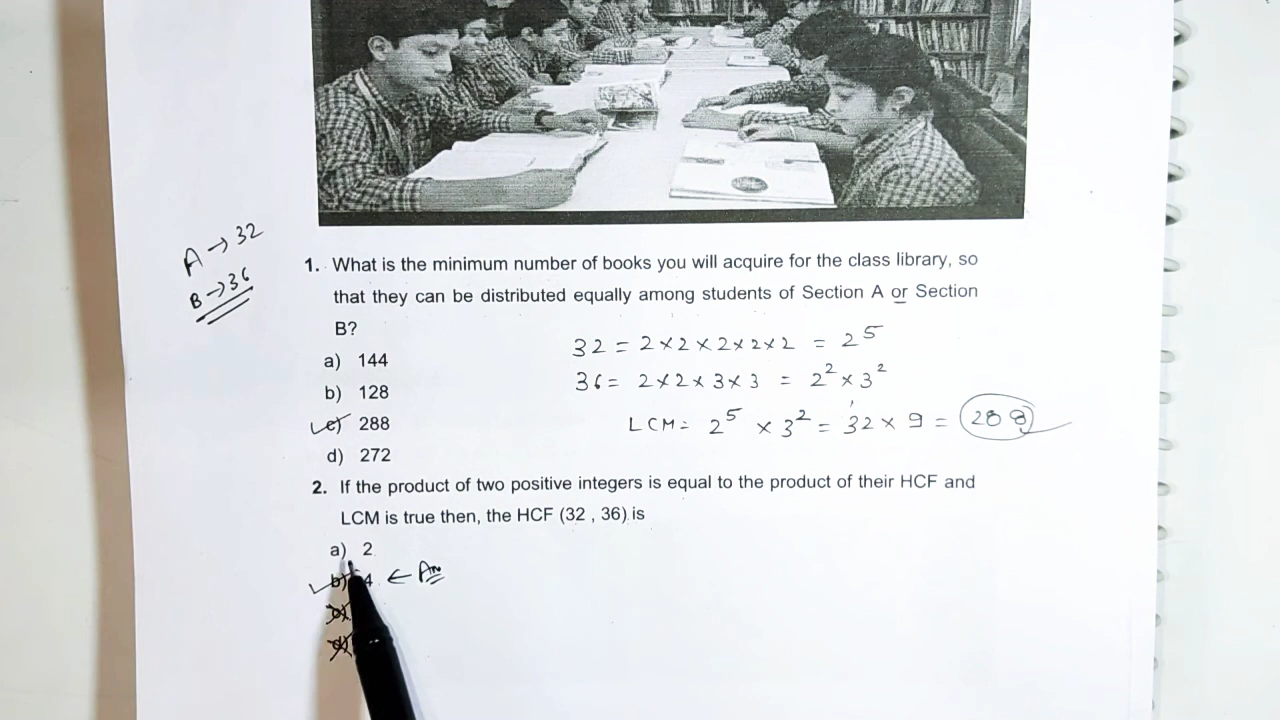 A → 32
B → 36
1. What is the minimum number of books you will acquire for the class library, so
that they can be distributed equally among students of Section A or Section
B?
32 = 2 × 2 × 2 × 2 × 2 = 2⁵
a) 144
36 = 2 × 2 × 3 × 3 = 2² × 3²
b) 128
LCM = 2⁵ × 3² = 32 × 9 = 288
c) 288
d) 272
2. If the product of two positive integers is equal to the product of their HCF and
LCM is true then, the HCF (32 , 36) is
a) 2
b) 4 ← Ans
c)
d)